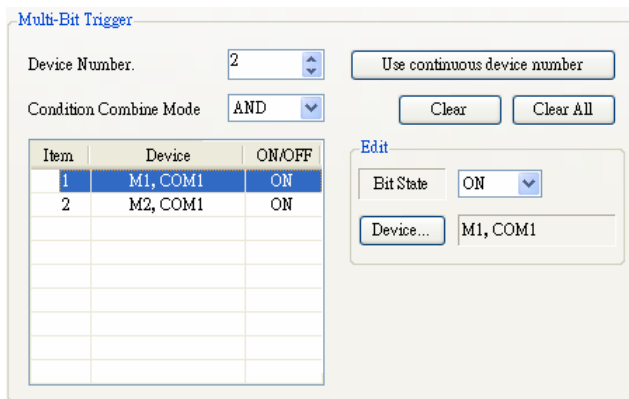 Multi-Bit Trigger
Device Number. 2 Use continuous device number
Condition Combine Mode AND Clear Clear All
Item Device ON/OFF
1 M1, COM1 ON
2 M2, COM1 ON
Edit
Bit State ON
Device... M1, COM1